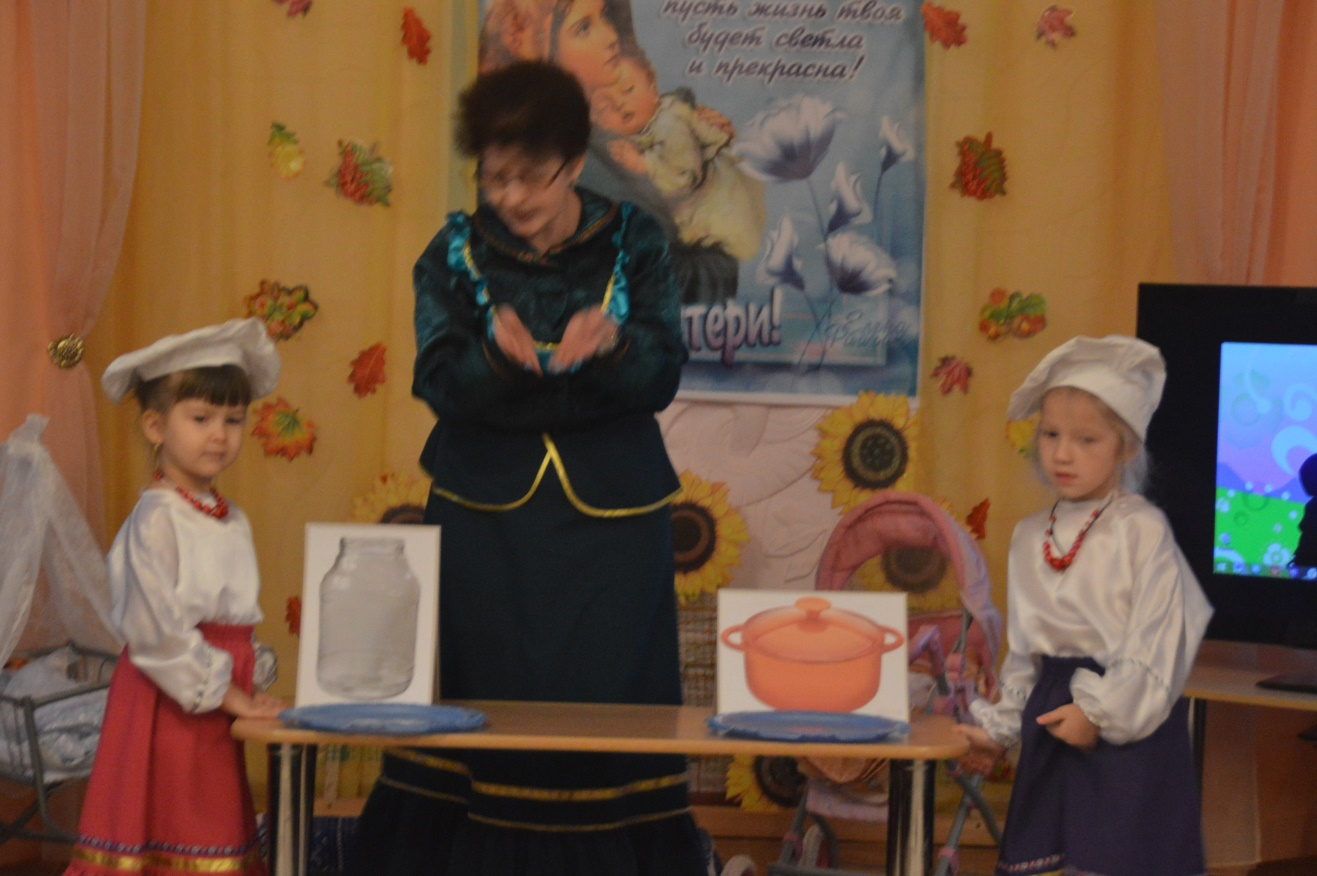 пусть жизнь твоя
будет светла
и прекрасна!
тери!